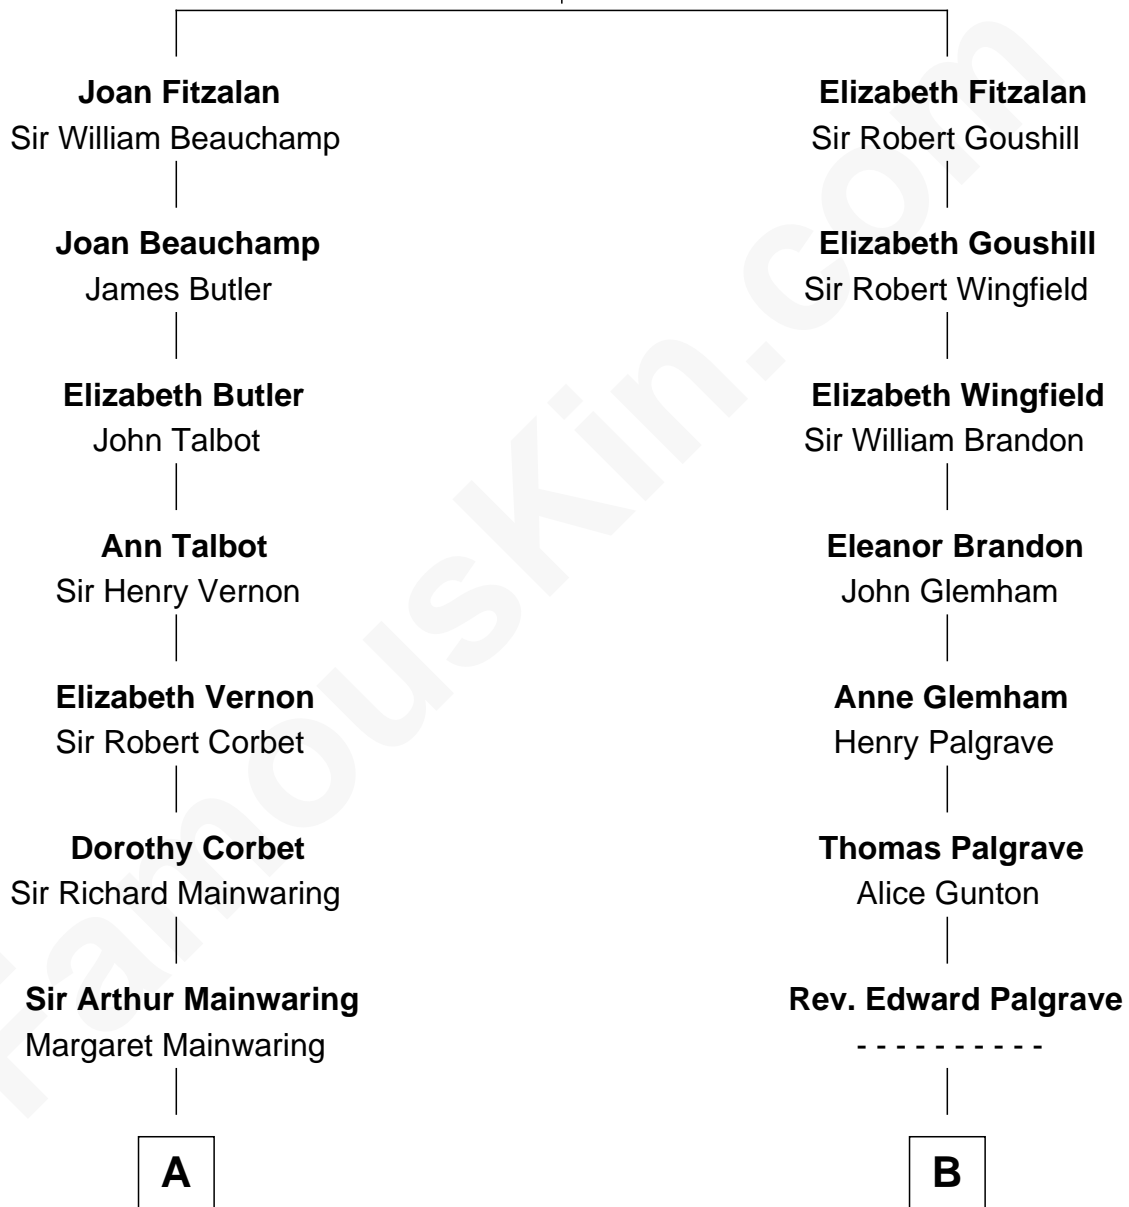 Joan Fitzalan
Sir William Beauchamp
Elizabeth Fitzalan
Sir Robert Goushill
Joan Beauchamp
James Butler
Elizabeth Goushill
Sir Robert Wingfield
Elizabeth Butler
John Talbot
Elizabeth Wingfield
Sir William Brandon
Ann Talbot
Sir Henry Vernon
Eleanor Brandon
John Glemham
Elizabeth Vernon
Sir Robert Corbet
Anne Glemham
Henry Palgrave
Dorothy Corbet
Sir Richard Mainwaring
Thomas Palgrave
Alice Gunton
Sir Arthur Mainwaring
Margaret Mainwaring
Rev. Edward Palgrave
- - - - - - - - - -
A
B
FamousKin.com